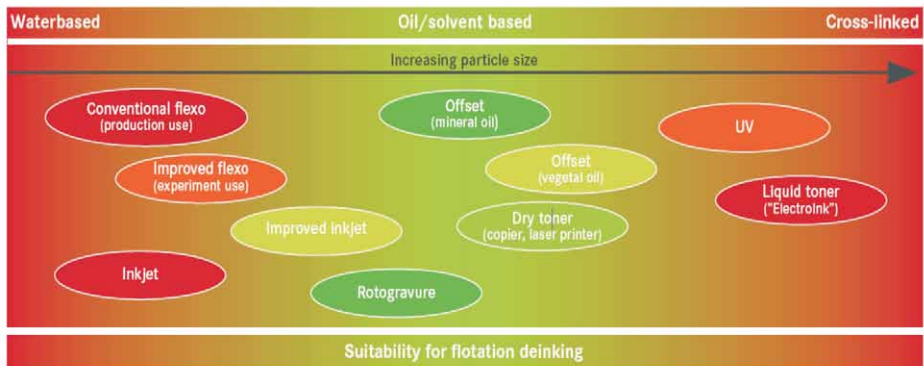 Waterbased Oil/solvent based Cross-linked
Increasing particle size
Conventional flexo
(production use)
Offset
(mineral oil)
UV
Improved flexo
(experiment use)
Offset
(vegetal oil)
Liquid toner
("ElectroInk")
Improved inkjet
Dry toner
(copier, laser printer)
Inkjet
Rotogravure
Suitability for flotation deinking